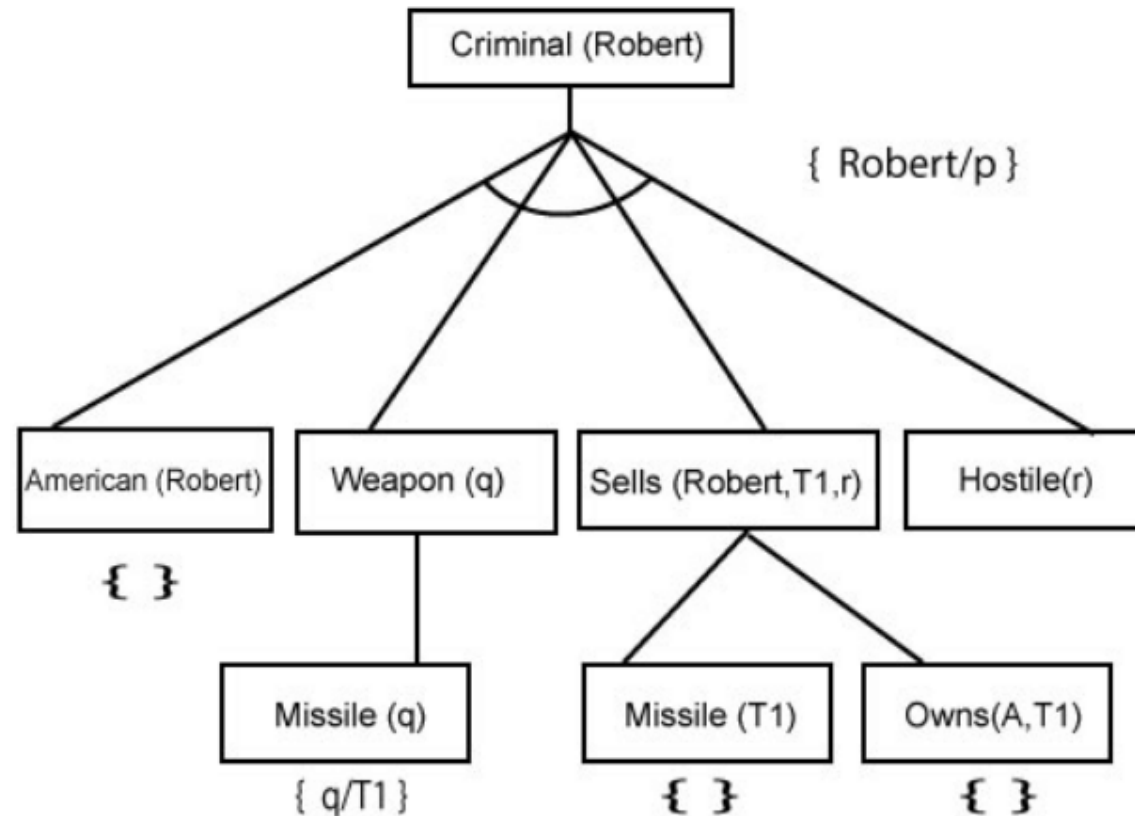 Criminal (Robert)
{ Robert/p }
American (Robert)
Weapon (q)
Sells (Robert,T1,r)
Hostile(r)
{ }
Missile (q)
Missile (T1)
Owns(A,T1)
{ q/T1 }
{ }
{ }